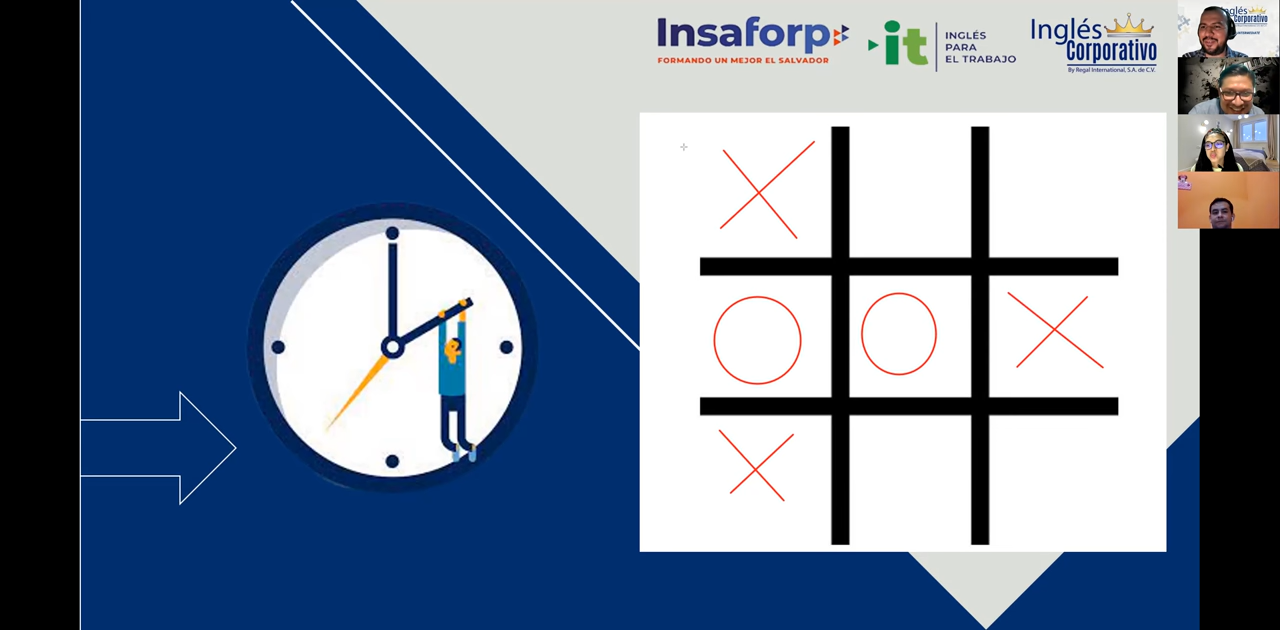 Insaforp
FORMANDO UN MEJOR EL SALVADOR
it
INGLÉS
PARA
EL TRABAJO
Inglés
Corporativo
By Regal International, S.A. de C.V.
X
O O X
X